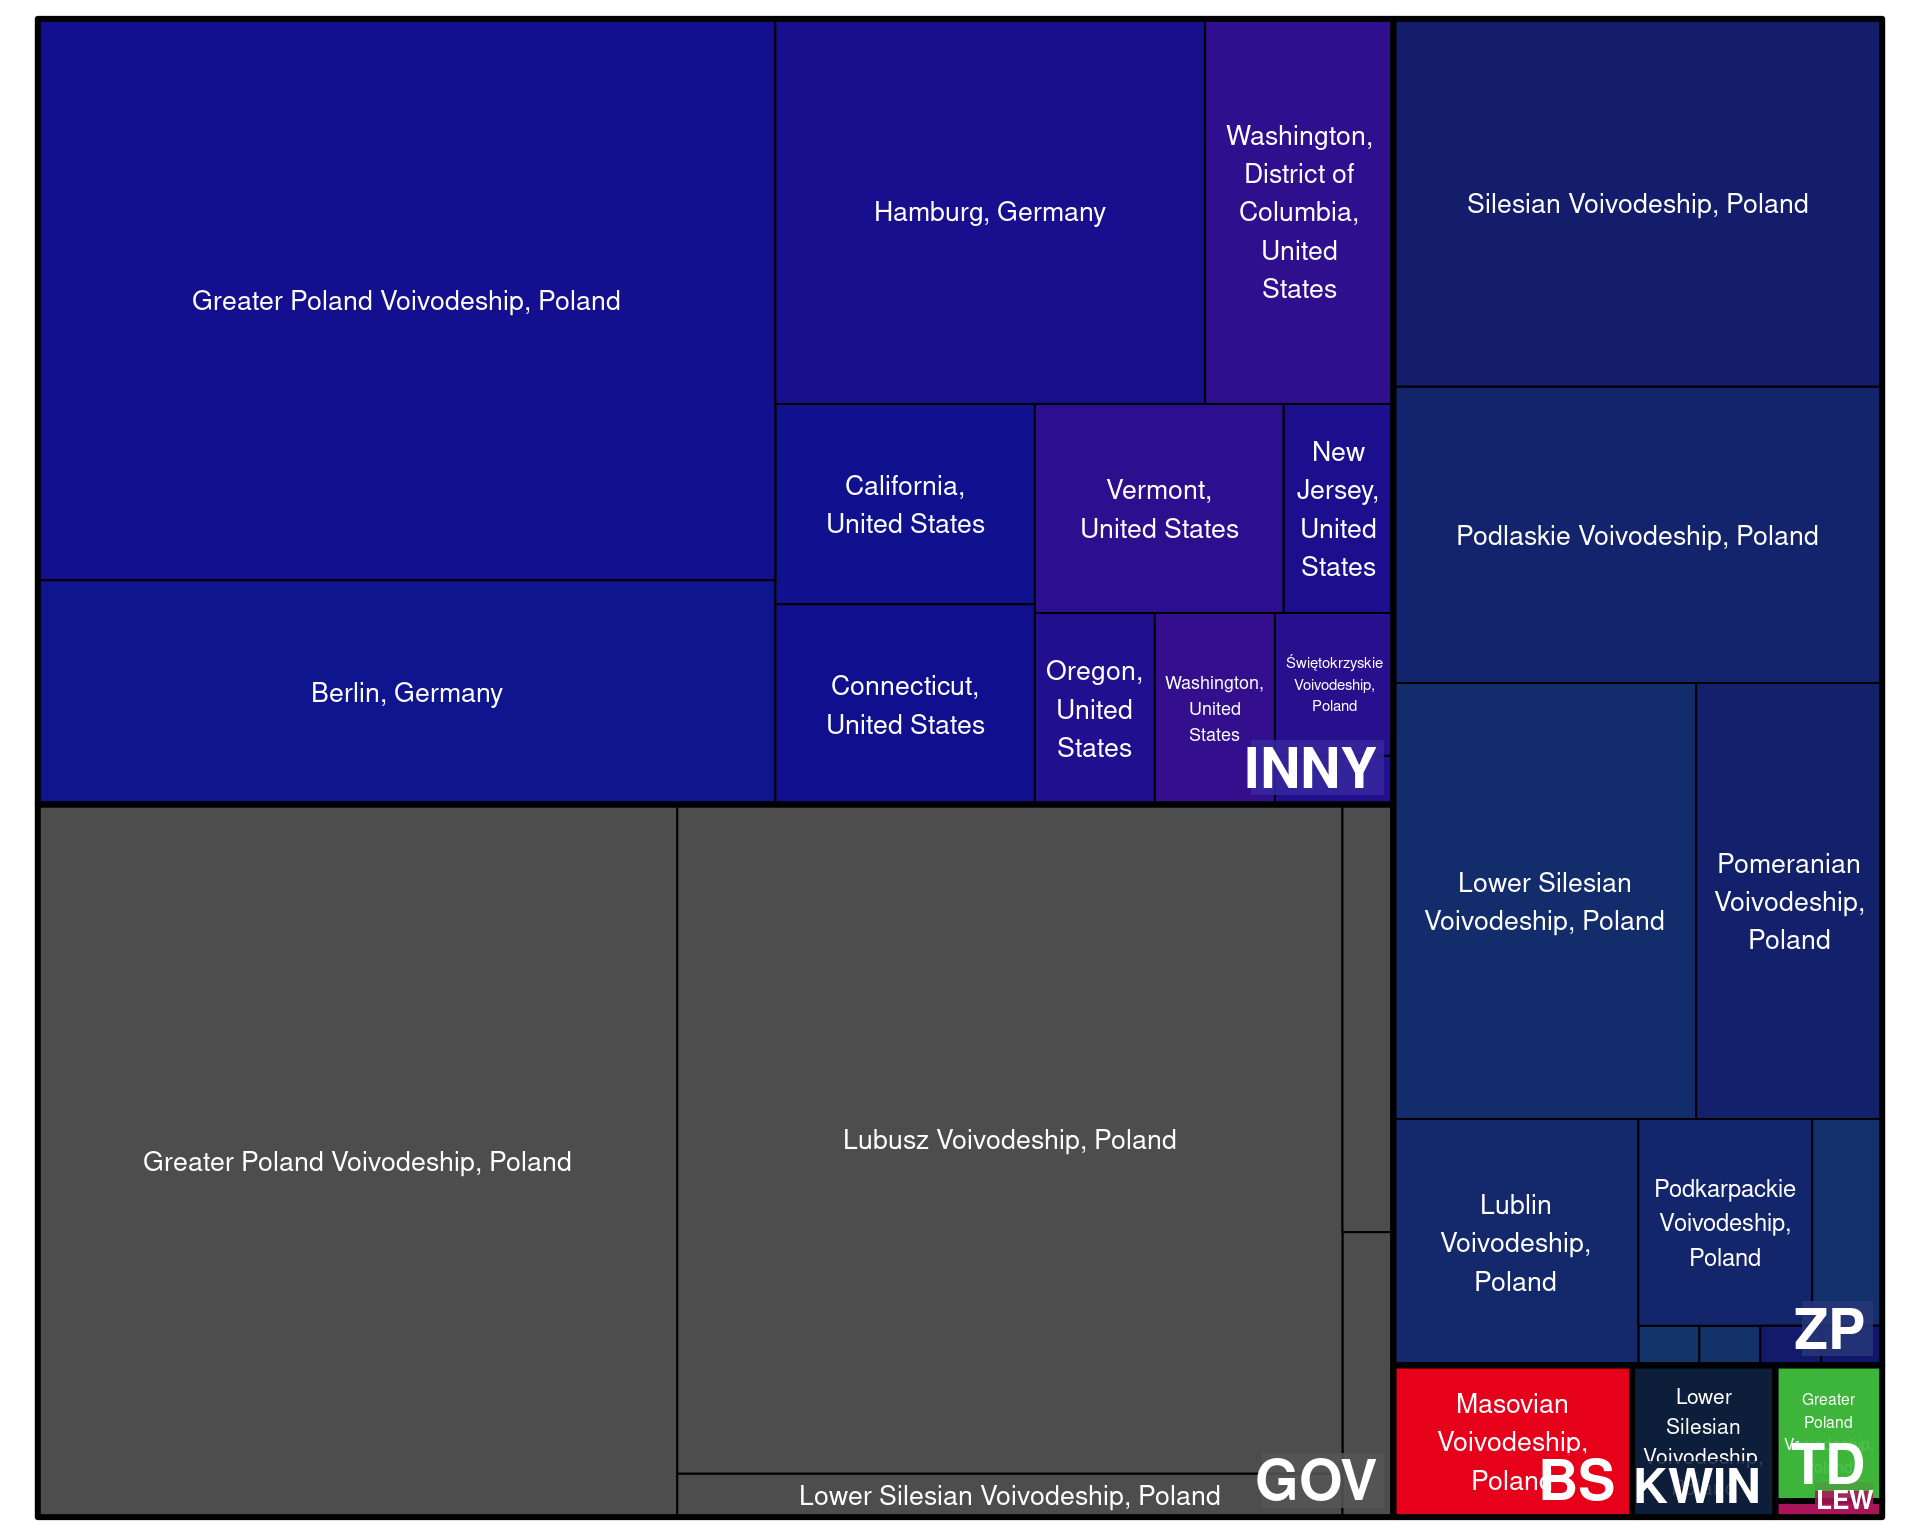 Greater Poland Voivodeship, Poland
Hamburg, Germany
Washington,
District of
Columbia,
United
States
Berlin, Germany
California,
United States
Connecticut,
United States
Vermont,
United States
New
Jersey,
United
States
Oregon,
United
States
Washington,
United
States
Świętokrzyskie
Voivodeship,
Poland
INNY
Greater Poland Voivodeship, Poland
Lubusz Voivodeship, Poland
Lower Silesian Voivodeship, Poland
GOV
Silesian Voivodeship, Poland
Podlaskie Voivodeship, Poland
Lower Silesian
Voivodeship, Poland
Pomeranian
Voivodeship,
Poland
Lublin
Voivodeship,
Poland
Podkarpackie
Voivodeship,
Poland
ZP
Masovian
Voivodeship,
Poland
BS
Lower
Silesian
Voivodeship,
KWIN
Greater
Poland
Voivodeship,
TD
LEW